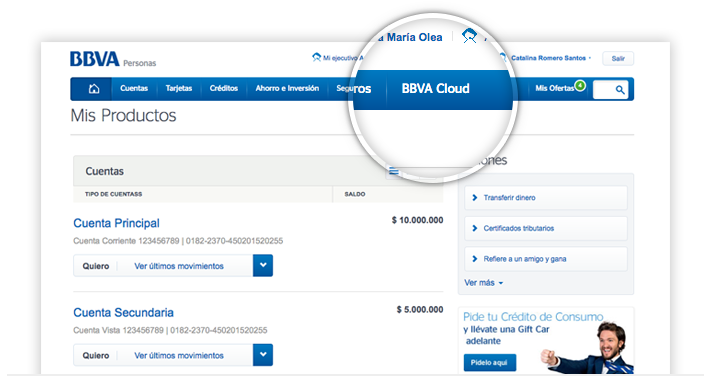 a María Olea
BBVA Personas
Mi ejecutivo A
Catalina Romero Santos
Salir
Cuentas
Tarjetas
Créditos
Ahorro e Inversión
Segu
ros
BBVA Cloud
Mis Ofertas
4
Mis Productos
iones
Cuentas
TIPO DE CUENTASS
SALDO
Transferir dinero
Cuenta Principal
$ 10.000.000
Cuenta Corriente 123456789 | 0182-2370-450201520255
Certificados tributarios
Quiero
Ver últimos movimientos
Refiere a un amigo y gana
Ver más
Cuenta Secundaria
$ 5.000.000
Cuenta Vista 123456789 | 0182-2370-450201520255
Quiero
Ver últimos movimientos
Pide tu Crédito de Consumo
y llévate una Gift Car
adelante
Pídelo aquí